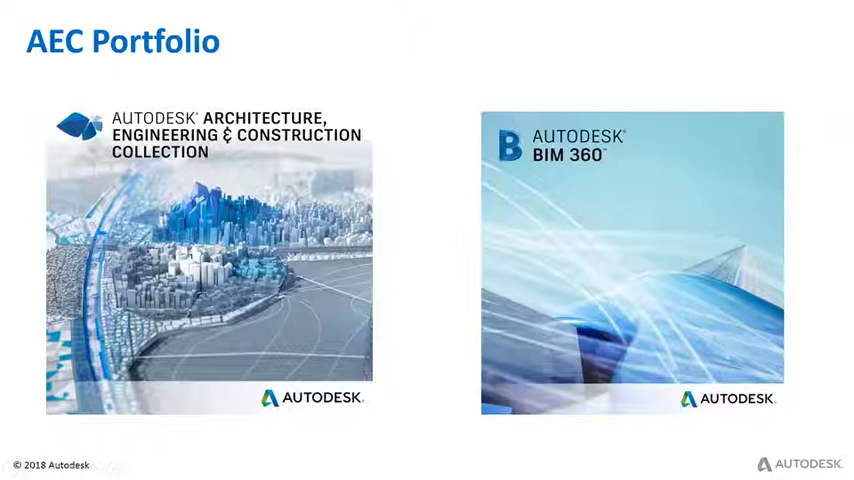 AEC Portfolio
AUTODESK® ARCHITECTURE,
ENGINEERING & CONSTRUCTION
COLLECTION
AUTODESK.
B AUTODESK®
BIM 360™
AUTODESK.
© 2018 Autodesk
AUTODESK.